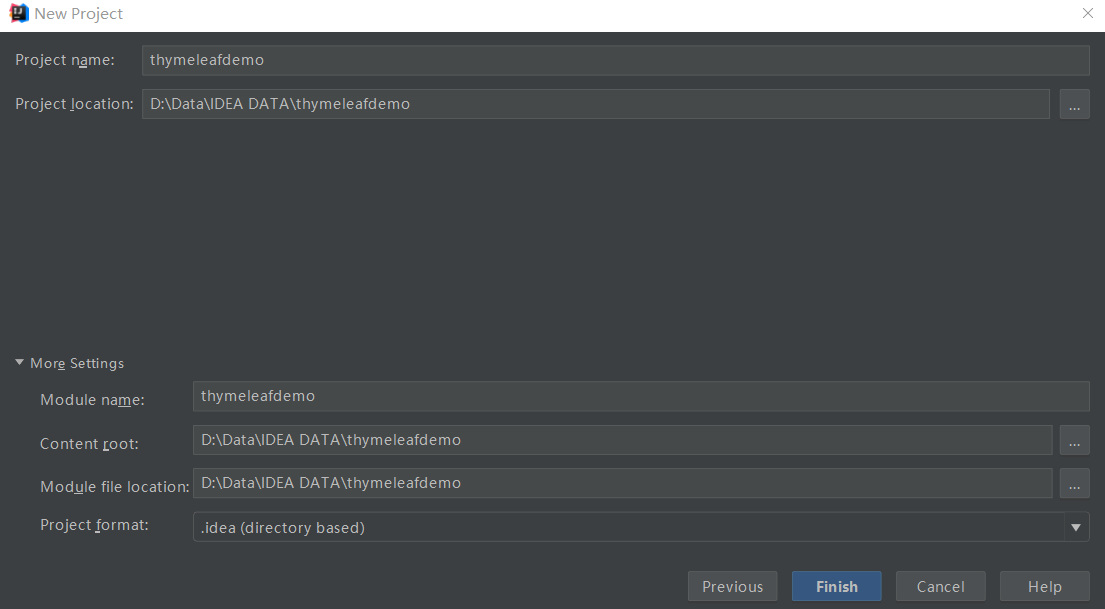 New Project
Project name: thymeleafdemo
Project location: D:\Data\IDEA DATA\thymeleafdemo ...
More Settings
Module name: thymeleafdemo
Content root: D:\Data\IDEA DATA\thymeleafdemo ...
Module file location: D:\Data\IDEA DATA\thymeleafdemo ...
Project format: .idea (directory based)
Previous Finish Cancel Help